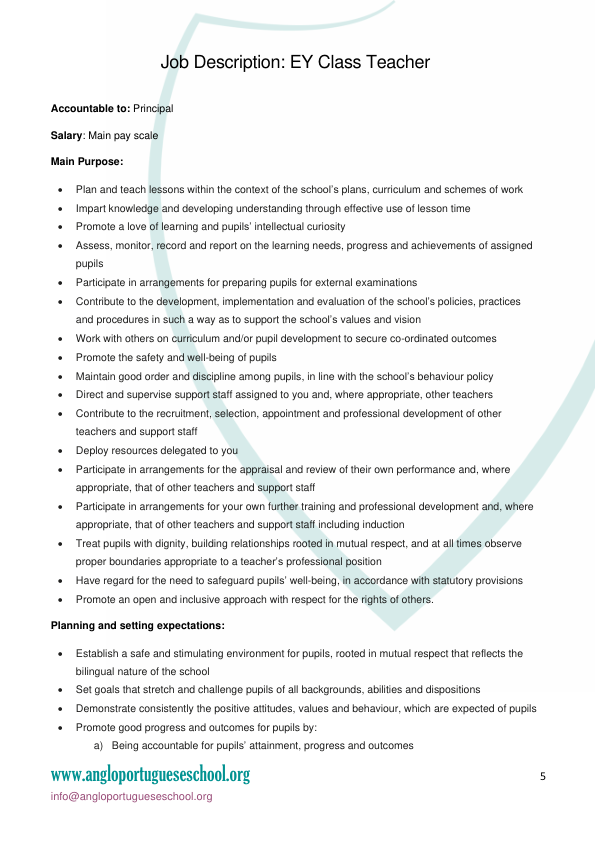 Job Description: EY Class Teacher
Accountable to: Principal
Salary: Main pay scale
Main Purpose:
• Plan and teach lessons within the context of the school’s plans, curriculum and schemes of work
• Impart knowledge and developing understanding through effective use of lesson time
• Promote a love of learning and pupils’ intellectual curiosity
• Assess, monitor, record and report on the learning needs, progress and achievements of assigned
pupils
• Participate in arrangements for preparing pupils for external examinations
• Contribute to the development, implementation and evaluation of the school’s policies, practices
and procedures in such a way as to support the school’s values and vision
• Work with others on curriculum and/or pupil development to secure co-ordinated outcomes
• Promote the safety and well-being of pupils
• Maintain good order and discipline among pupils, in line with the school’s behaviour policy
• Direct and supervise support staff assigned to you and, where appropriate, other teachers
• Contribute to the recruitment, selection, appointment and professional development of other
teachers and support staff
• Deploy resources delegated to you
• Participate in arrangements for the appraisal and review of their own performance and, where
appropriate, that of other teachers and support staff
• Participate in arrangements for your own further training and professional development and, where
appropriate, that of other teachers and support staff including induction
• Treat pupils with dignity, building relationships rooted in mutual respect, and at all times observe
proper boundaries appropriate to a teacher’s professional position
• Have regard for the need to safeguard pupils’ well-being, in accordance with statutory provisions
• Promote an open and inclusive approach with respect for the rights of others.
Planning and setting expectations:
• Establish a safe and stimulating environment for pupils, rooted in mutual respect that reflects the
bilingual nature of the school
• Set goals that stretch and challenge pupils of all backgrounds, abilities and dispositions
• Demonstrate consistently the positive attitudes, values and behaviour, which are expected of pupils
• Promote good progress and outcomes for pupils by:
a) Being accountable for pupils’ attainment, progress and outcomes
www.angloportugueseschool.org
5
info@angloportugueseschool.org